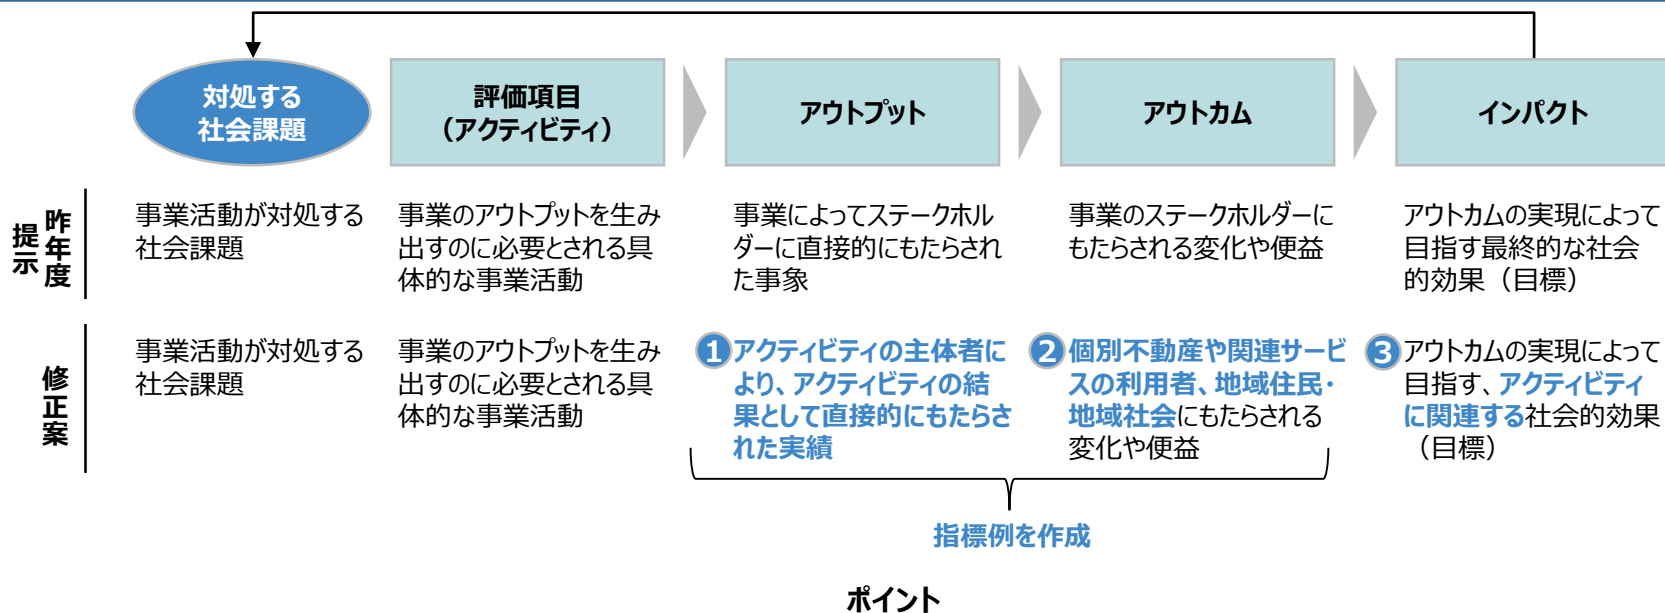 対処する
社会課題
評価項目
（アクティビティ）
アウトプット
アウトカム
インパクト
昨年度
提示
事業活動が対処する
社会課題
事業のアウトプットを生み
出すのに必要とされる具
体的な事業活動
事業によってステークホル
ダーに直接的にもたらされ
た事象
事業のステークホルダーに
もたらされる変化や便益
アウトカムの実現によって
目指す最終的な社会
的効果（目標）
修正案
事業活動が対処する
社会課題
事業のアウトプットを生み
出すのに必要とされる具
体的な事業活動
1 アクティビティの主体者に
より、アクティビティの結
果として直接的にもたらさ
れた実績
2 個別不動産や関連サービ
スの利用者、地域住民・
地域社会にもたらされる
変化や便益
3 アウトカムの実現によって
目指す、アクティビティ
に関連する社会的効果
（目標）
指標例を作成
ポイント